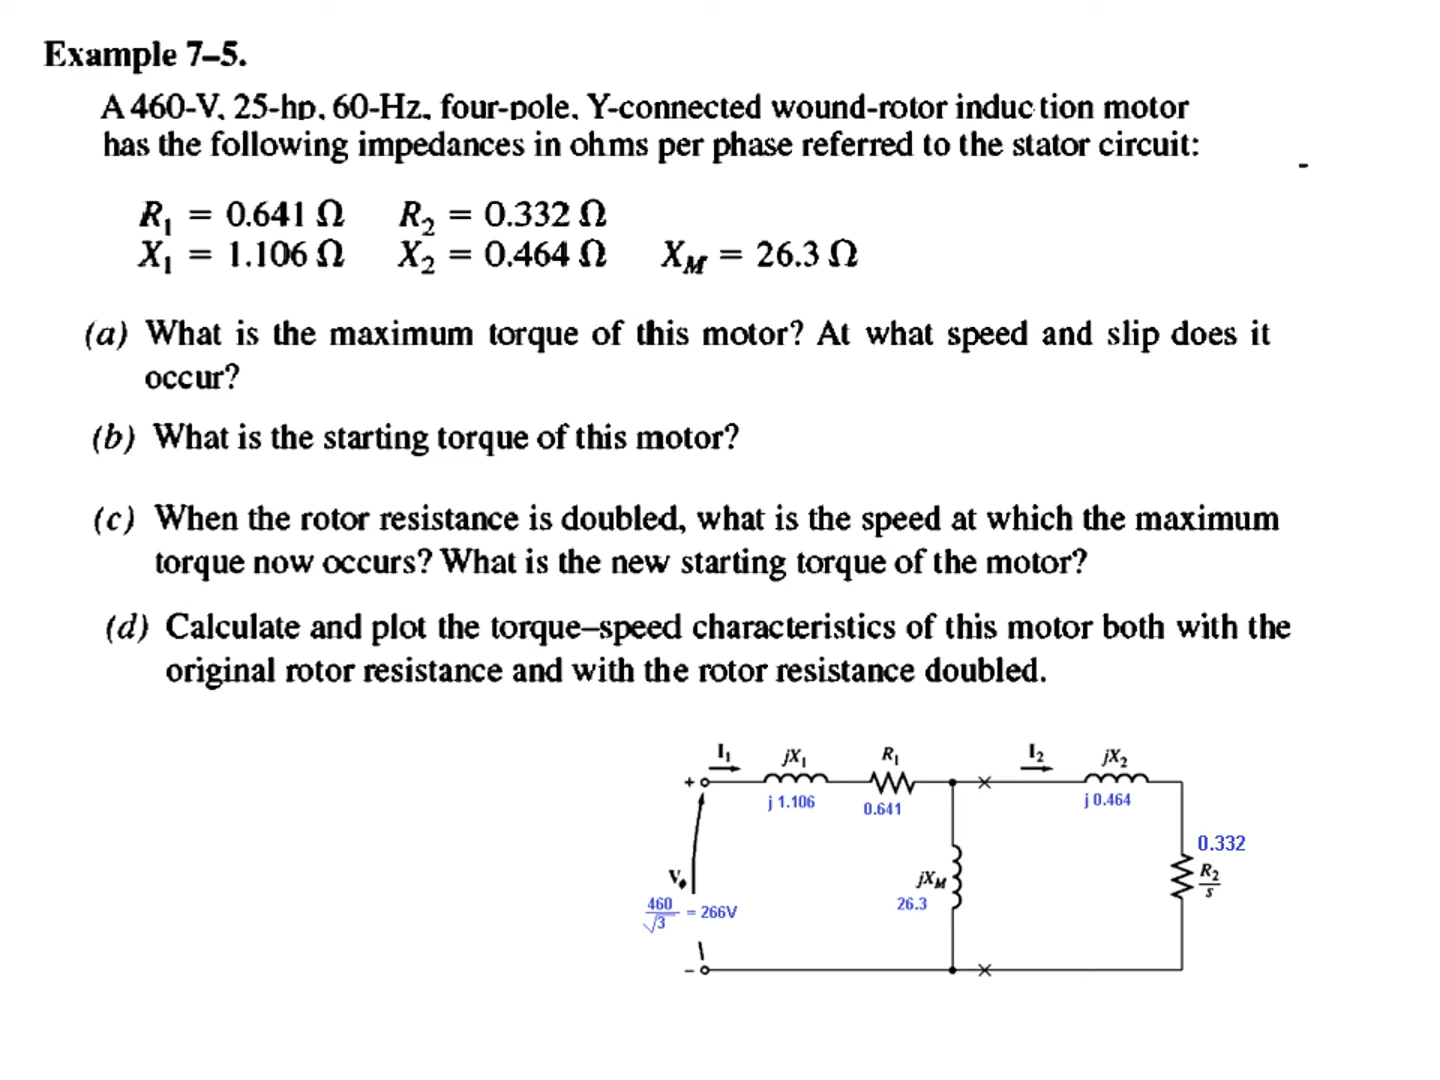 Example 7–5.
A 460-V, 25-hp, 60-Hz, four-pole, Y-connected wound-rotor induction motor
has the following impedances in ohms per phase referred to the stator circuit:
R₁ = 0.641 Ω R₂ = 0.332 Ω
X₁ = 1.106 Ω X₂ = 0.464 Ω X_M = 26.3 Ω
(a) What is the maximum torque of this motor? At what speed and slip does it
occur?
(b) What is the starting torque of this motor?
(c) When the rotor resistance is doubled, what is the speed at which the maximum
torque now occurs? What is the new starting torque of the motor?
(d) Calculate and plot the torque–speed characteristics of this motor both with the
original rotor resistance and with the rotor resistance doubled.
I₁ jX₁ R₁ I₂ jX₂
+
j 1.106 0.641 j 0.464
0.332
R₂/s
jX_M
26.3
V_ϕ
460/√3 = 266V
–